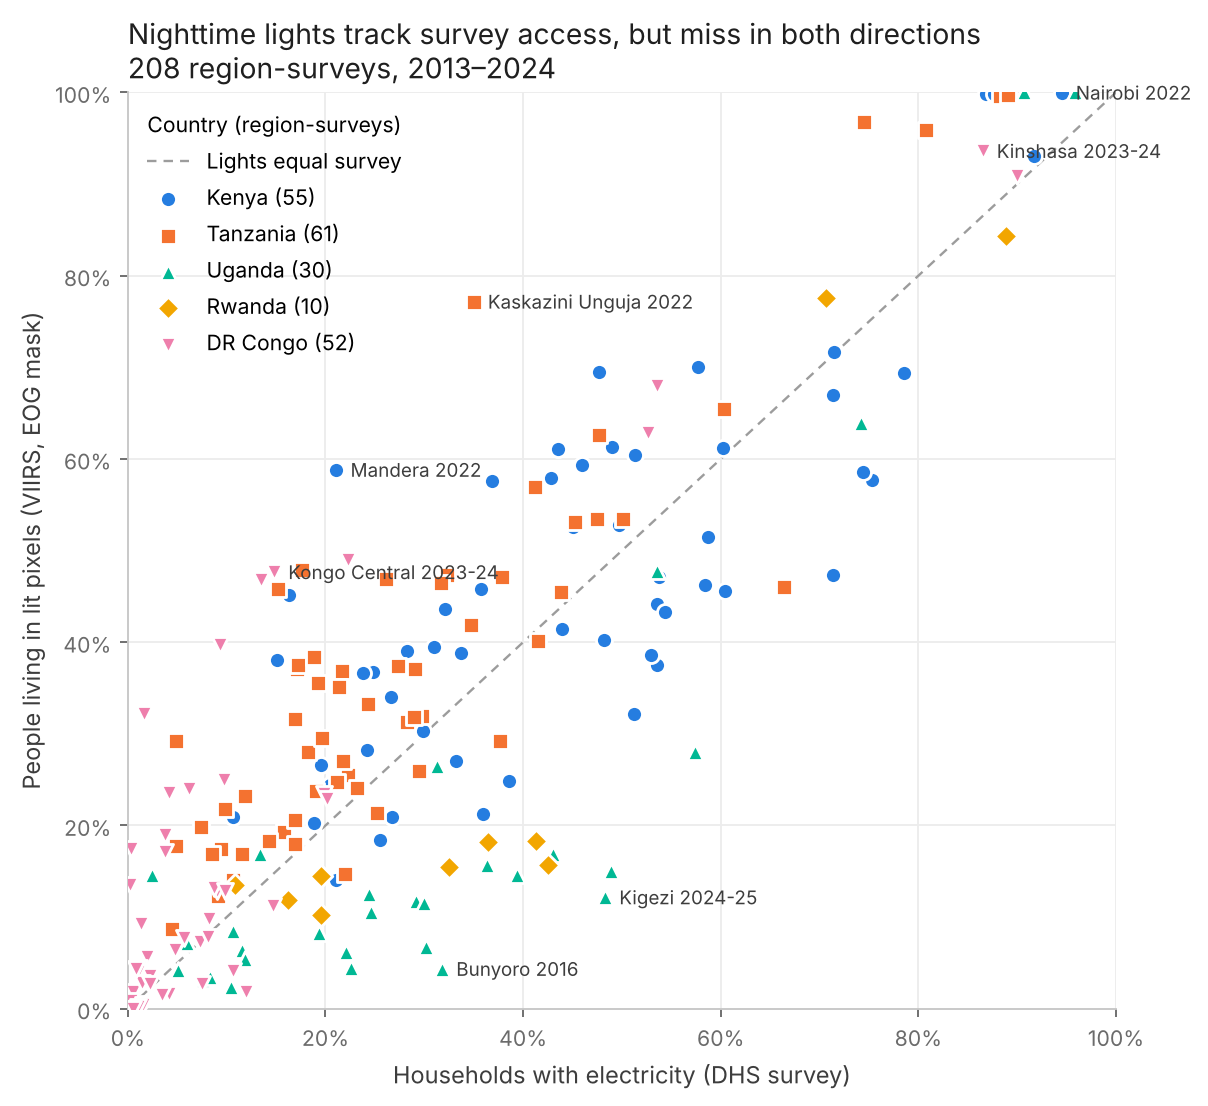 Nighttime lights track survey access, but miss in both directions
208 region-surveys, 2013–2024
100%
80%
60%
40%
20%
0%
People living in lit pixels (VIIRS, EOG mask)
Country (region-surveys)
Lights equal survey
Kenya (55)
Tanzania (61)
Uganda (30)
Rwanda (10)
DR Congo (52)
Nairobi 2022
Kinshasa 2023-24
Kaskazini Unguja 2022
Mandera 2022
Kongo Central 2023-24
Kigezi 2024-25
Bunyoro 2016
0%
20%
40%
60%
80%
100%
Households with electricity (DHS survey)